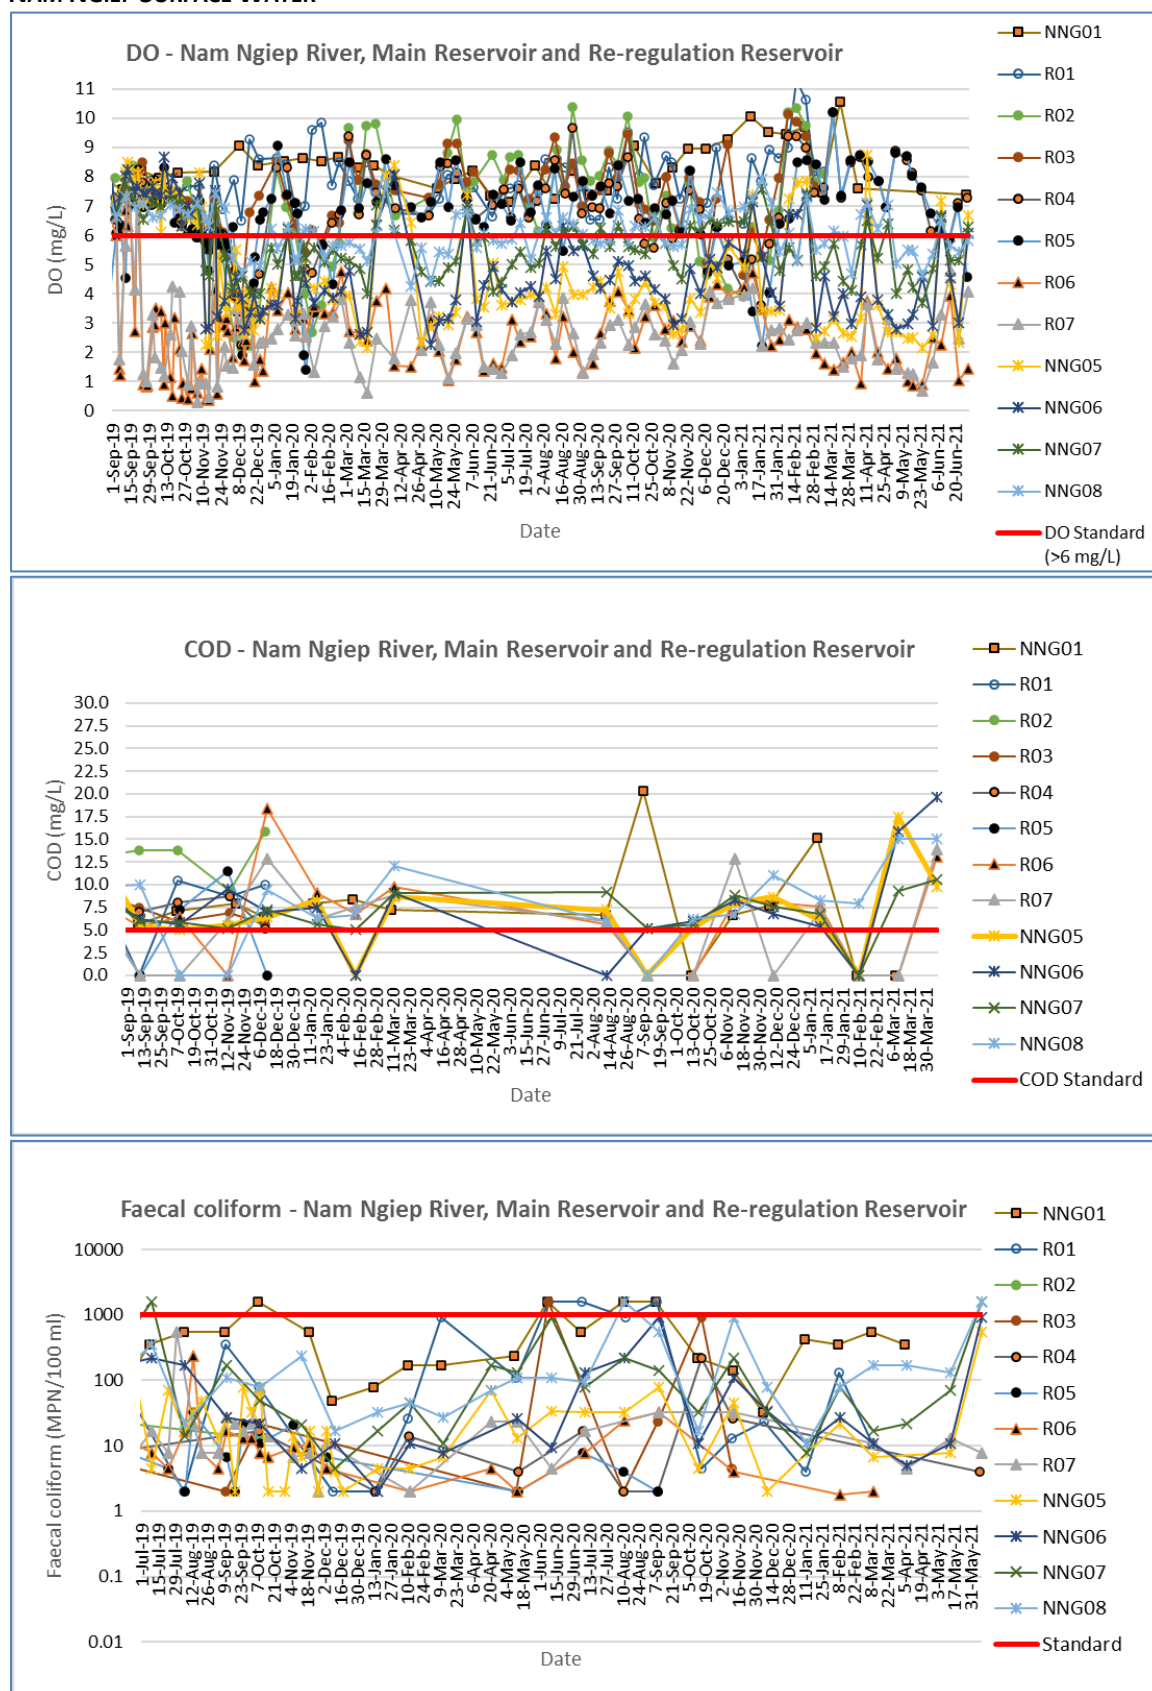 NAM NGIEP SURFACE WATER
DO - Nam Ngiep River, Main Reservoir and Re-regulation Reservoir
DO (mg/L)
11
10
9
8
7
6
5
4
3
2
1
0
1-Sep-19
15-Sep-19
29-Sep-19
13-Oct-19
27-Oct-19
10-Nov-19
24-Nov-19
8-Dec-19
22-Dec-19
5-Jan-20
19-Jan-20
2-Feb-20
16-Feb-20
1-Mar-20
15-Mar-20
29-Mar-20
12-Apr-20
26-Apr-20
10-May-20
24-May-20
7-Jun-20
21-Jun-20
5-Jul-20
19-Jul-20
2-Aug-20
16-Aug-20
30-Aug-20
13-Sep-20
27-Sep-20
11-Oct-20
25-Oct-20
8-Nov-20
22-Nov-20
6-Dec-20
20-Dec-20
3-Jan-21
17-Jan-21
31-Jan-21
14-Feb-21
28-Feb-21
14-Mar-21
28-Mar-21
11-Apr-21
25-Apr-21
9-May-21
23-May-21
6-Jun-21
20-Jun-21
Date
NNG01
R01
R02
R03
R04
R05
R06
R07
NNG05
NNG06
NNG07
NNG08
DO Standard
(>6 mg/L)
COD - Nam Ngiep River, Main Reservoir and Re-regulation Reservoir
COD (mg/L)
30.0
27.5
25.0
22.5
20.0
17.5
15.0
12.5
10.0
7.5
5.0
2.5
0.0
1-Sep-19
13-Sep-19
25-Sep-19
7-Oct-19
19-Oct-19
31-Oct-19
12-Nov-19
24-Nov-19
6-Dec-19
18-Dec-19
30-Dec-19
11-Jan-20
23-Jan-20
4-Feb-20
16-Feb-20
28-Feb-20
11-Mar-20
23-Mar-20
4-Apr-20
16-Apr-20
28-Apr-20
10-May-20
22-May-20
3-Jun-20
15-Jun-20
27-Jun-20
9-Jul-20
21-Jul-20
2-Aug-20
14-Aug-20
26-Aug-20
7-Sep-20
19-Sep-20
1-Oct-20
13-Oct-20
25-Oct-20
6-Nov-20
18-Nov-20
30-Nov-20
12-Dec-20
24-Dec-20
5-Jan-21
17-Jan-21
29-Jan-21
10-Feb-21
22-Feb-21
6-Mar-21
18-Mar-21
30-Mar-21
Date
NNG01
R01
R02
R03
R04
R05
R06
R07
NNG05
NNG06
NNG07
NNG08
COD Standard
Faecal coliform - Nam Ngiep River, Main Reservoir and Re-regulation Reservoir
Faecal coliform (MPN/100 ml)
10000
1000
100
10
1
0.1
0.01
1-Jul-19
15-Jul-19
29-Jul-19
12-Aug-19
26-Aug-19
9-Sep-19
23-Sep-19
7-Oct-19
21-Oct-19
4-Nov-19
18-Nov-19
2-Dec-19
16-Dec-19
30-Dec-19
13-Jan-20
27-Jan-20
10-Feb-20
24-Feb-20
9-Mar-20
23-Mar-20
6-Apr-20
20-Apr-20
4-May-20
18-May-20
1-Jun-20
15-Jun-20
29-Jun-20
13-Jul-20
27-Jul-20
10-Aug-20
24-Aug-20
7-Sep-20
21-Sep-20
5-Oct-20
19-Oct-20
2-Nov-20
16-Nov-20
30-Nov-20
14-Dec-20
28-Dec-20
11-Jan-21
25-Jan-21
8-Feb-21
22-Feb-21
8-Mar-21
22-Mar-21
5-Apr-21
19-Apr-21
3-May-21
17-May-21
31-May-21
Date
NNG01
R01
R02
R03
R04
R05
R06
R07
NNG05
NNG06
NNG07
NNG08
Standard